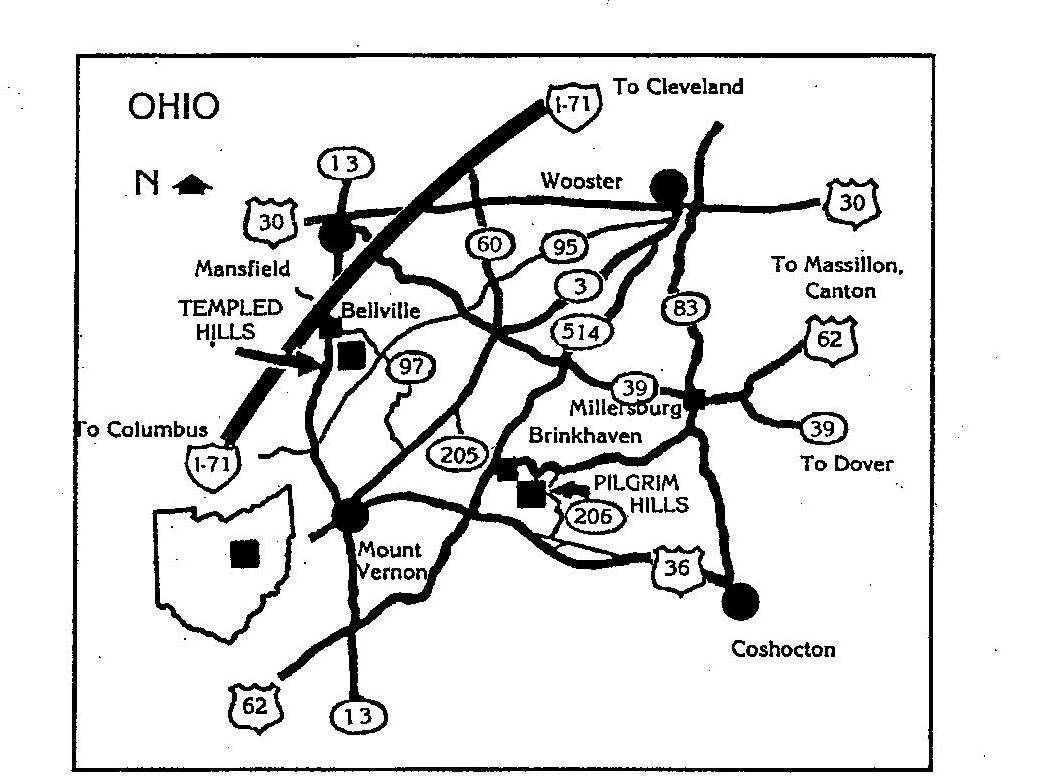 OHIO
N
I-71
To Cleveland
13
Wooster
30
30
60
95
Mansfield
To Massillon,
Canton
3
TEMPLED
HILLS
Bellville
83
514
62
97
39
Millersburg
To Columbus
Brinkhaven
39
I-71
205
To Dover
PILGRIM
HILLS
206
Mount
Vernon
36
Coshocton
62
13